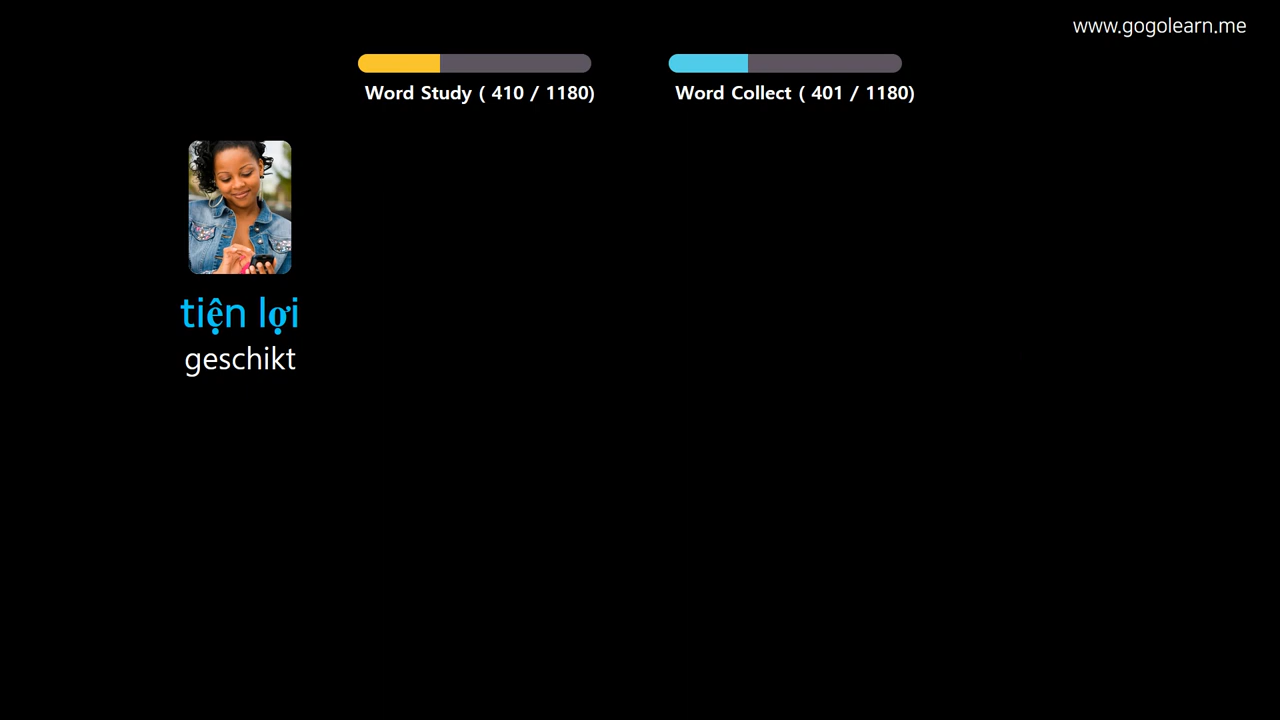 www.gogolearn.me
Word Study ( 410 / 1180)
Word Collect ( 401 / 1180)
tiện lợi
geschikt